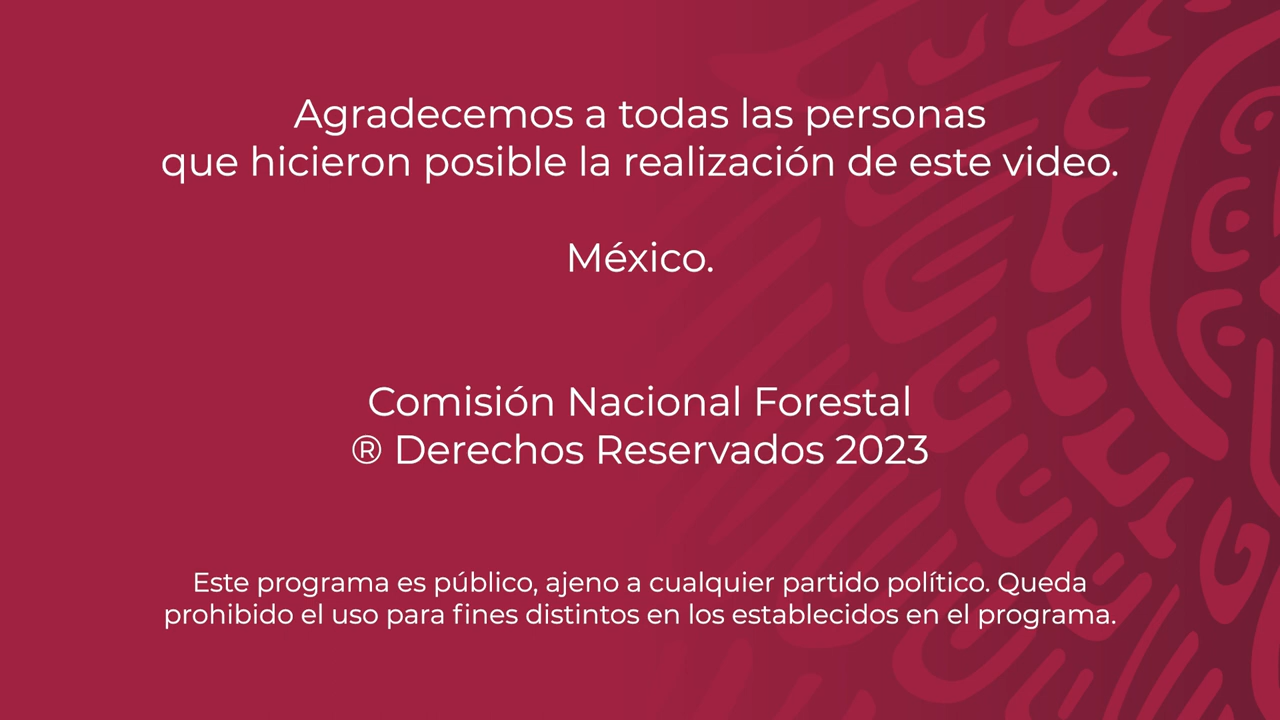 Agradecemos a todas las personas
que hicieron posible la realización de este video.
México.
Comisión Nacional Forestal
® Derechos Reservados 2023
Este programa es público, ajeno a cualquier partido político. Queda
prohibido el uso para fines distintos en los establecidos en el programa.